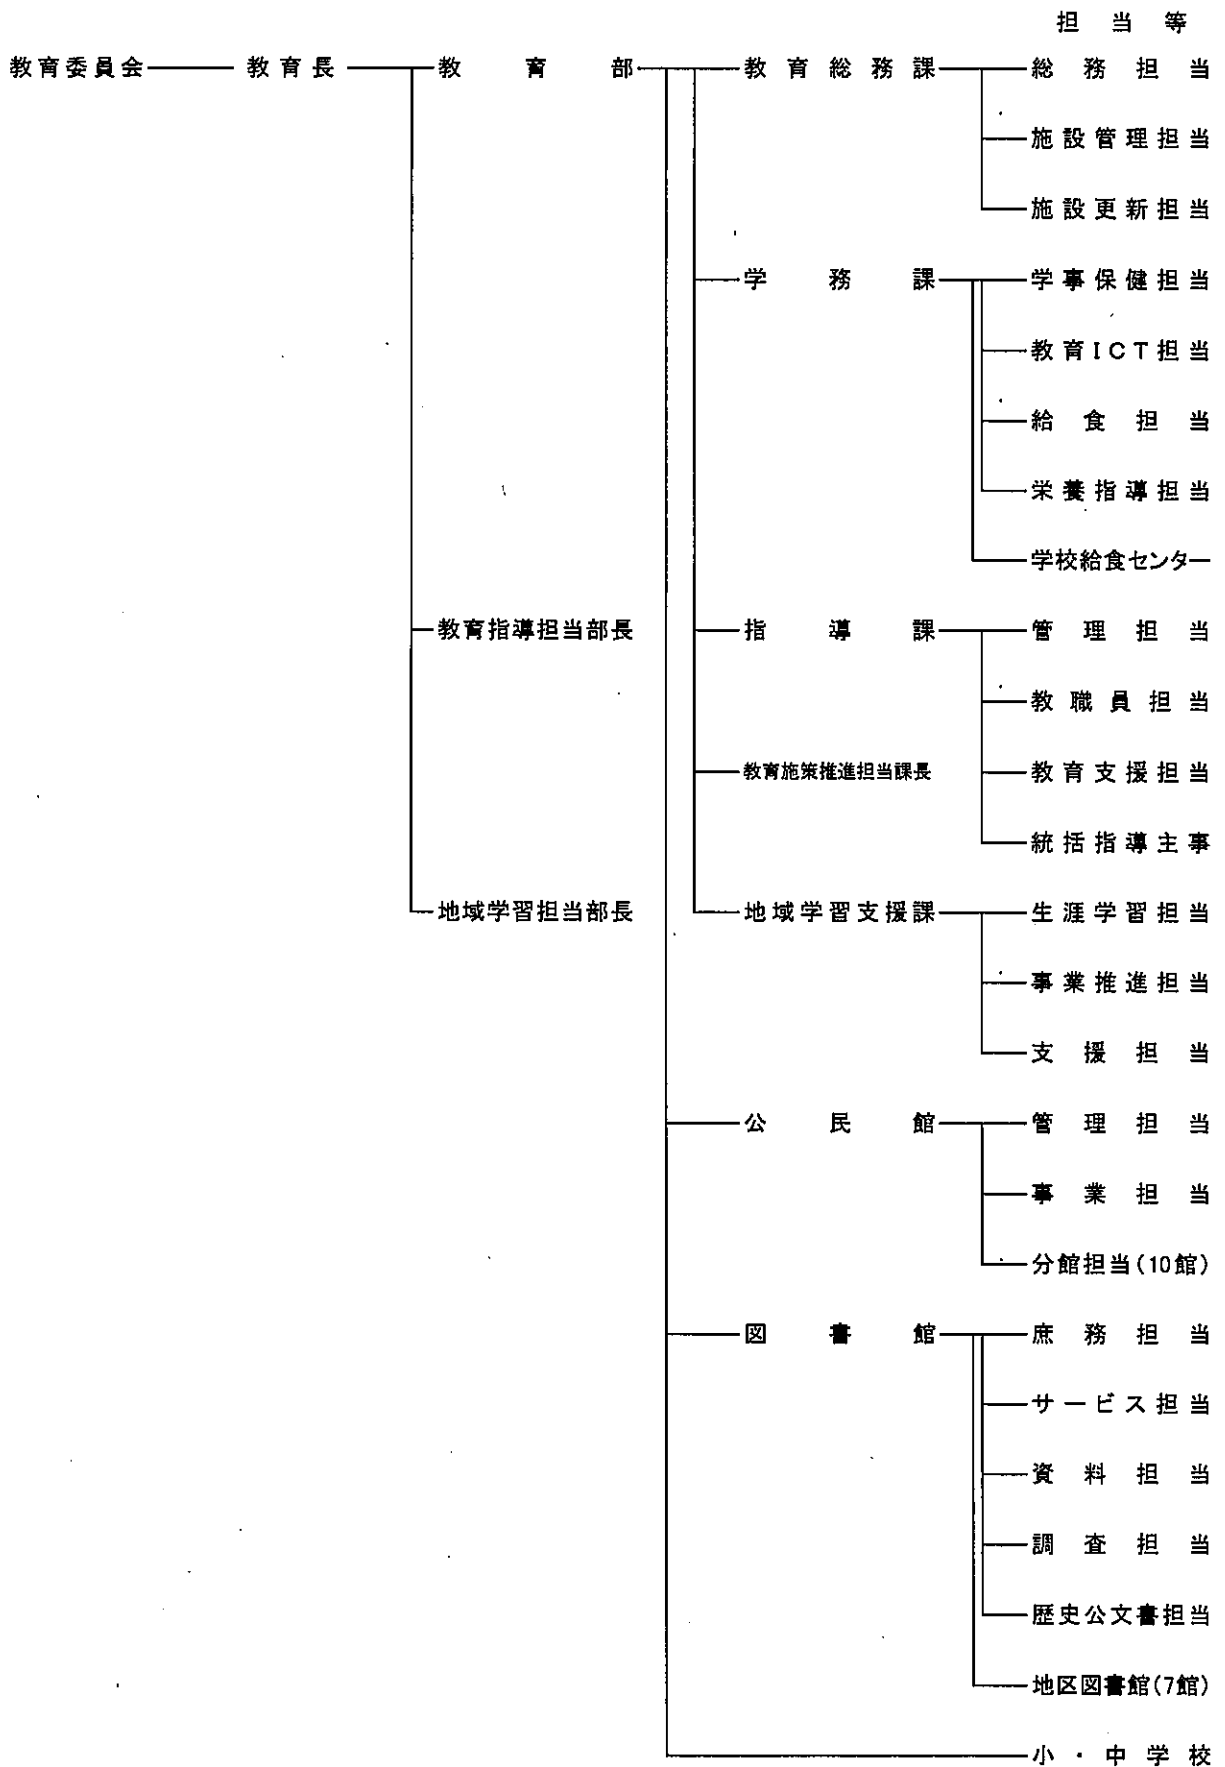 担当等
教育委員会 教育長 教育部 教育総務課 総務担当
施設管理担当
施設更新担当
学務課 学事保健担当
教育ICT担当
給食担当
栄養指導担当
学校給食センター
教育指導担当部長 指導課 管理担当
教職員担当
教育施策推進担当課長 教育支援担当
統括指導主事
地域学習担当部長 地域学習支援課 生涯学習担当
事業推進担当
支援担当
公民館 管理担当
事業担当
分館担当(10館)
図書館 庶務担当
サービス担当
資料担当
調査担当
歴史公文書担当
地区図書館(7館)
小・中学校